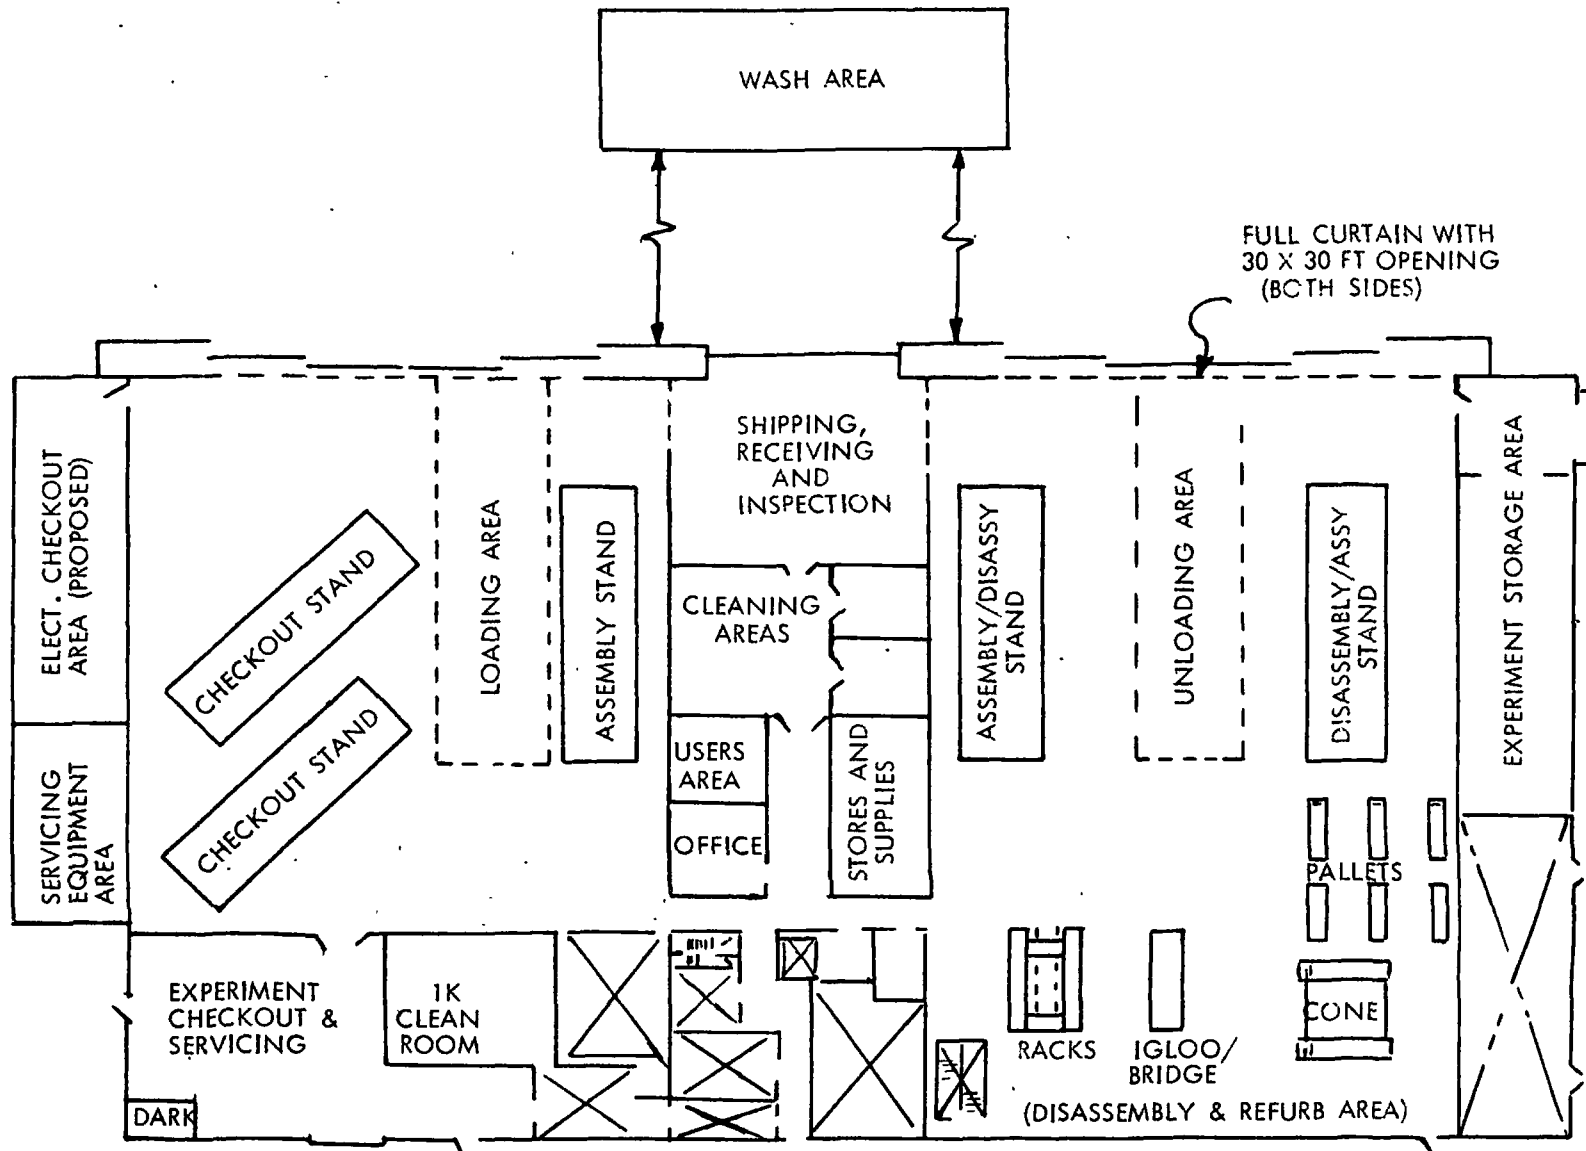 WASH AREA
FULL CURTAIN WITH
30 X 30 FT OPENING
(BOTH SIDES)
ELECT. CHECKOUT
AREA (PROPOSED)
SERVICING
EQUIPMENT
AREA
CHECKOUT STAND
CHECKOUT STAND
LOADING AREA
ASSEMBLY STAND
SHIPPING,
RECEIVING
AND
INSPECTION
CLEANING
AREAS
USERS
AREA
OFFICE
STORES AND
SUPPLIES
ASSEMBLY/DISASSY
STAND
UNLOADING AREA
DISASSEMBLY/ASSY
STAND
EXPERIMENT STORAGE AREA
PALLETS
EXPERIMENT
CHECKOUT &
SERVICING
DARK
1K
CLEAN
ROOM
RACKS
IGLOO/
BRIDGE
CONE
(DISASSEMBLY & REFURB AREA)